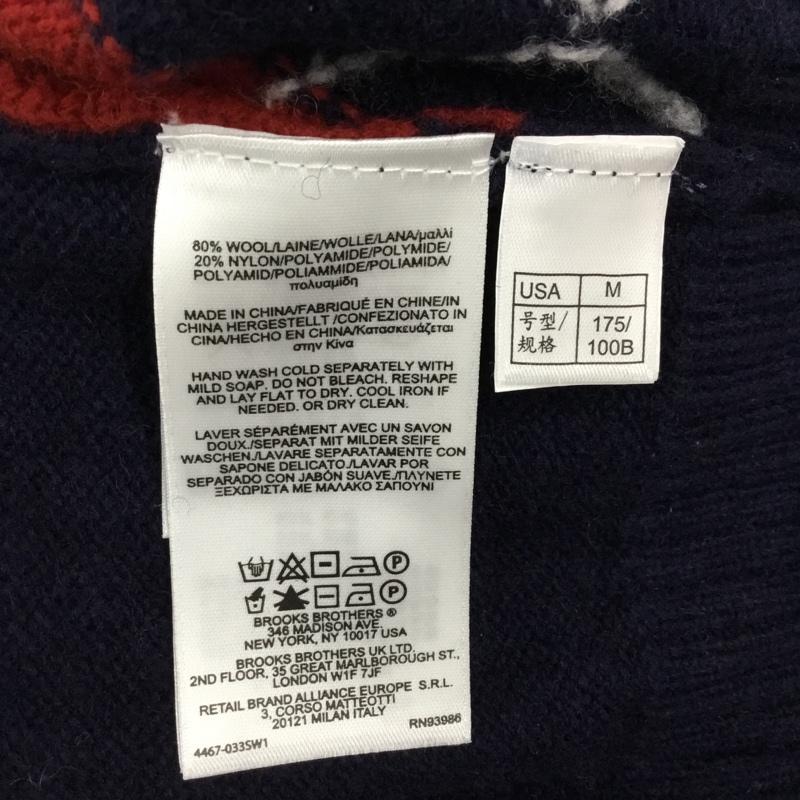 80% WOOL/LAINE/WOLLE/LANA/μαλλί
20% NYLON/POLYAMIDE/POLYMIDE/
POLYAMID/POLIAMMIDE/POLIAMIDA/
πολυαμίδη
MADE IN CHINA/FABRIQUÉ EN CHINE/IN
CHINA HERGESTELLT /CONFEZIONATO IN
CINA/HECHO EN CHINA/Κατασκευάζεται
στην Κίνα
HAND WASH COLD SEPARATELY WITH
MILD SOAP. DO NOT BLEACH. RESHAPE
AND LAY FLAT TO DRY. COOL IRON IF
NEEDED. OR DRY CLEAN.
LAVER SÉPARÉMENT AVEC UN SAVON
DOUX./SEPARAT MIT MILDER SEIFE
WASCHEN./LAVARE SEPARATAMENTE CON
SAPONE DELICATO./LAVAR POR
SEPARADO CON JABÓN SUAVE./ΠΛΥΝΕΤΕ
ΞΕΧΩΡΙΣΤΑ ΜΕ ΜΑΛΑΚΟ ΣΑΠΟΥΝΙ
P
P
BROOKS BROTHERS ®
346 MADISON AVE.
NEW YORK, NY 10017 USA
BROOKS BROTHERS UK LTD.
2ND FLOOR, 35 GREAT MARLBOROUGH ST.,
LONDON W1F 7JF
RETAIL BRAND ALLIANCE EUROPE S.R.L.
3, CORSO MATTEOTTI
20121 MILAN ITALY
RN93986
4467-033SW1
USA M
号型/ 175/
规格 100B